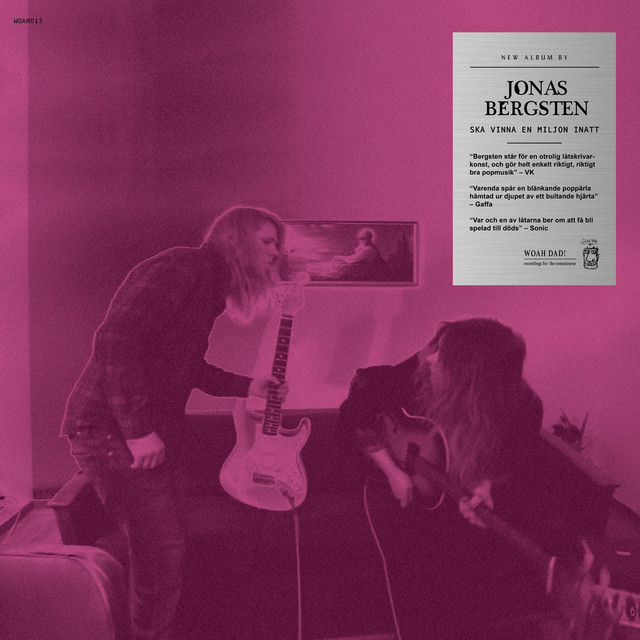 WOAH013
NEW ALBUM BY
JONAS
BERGSTEN
SKA VINNA EN MILJON INATT
"Bergsten står för en otrolig låtskrivar-
konst, och gör helt enkelt riktigt, riktigt
bra popmusik" – VK
"Varenda spår en blänkande poppärla
hämtad ur djupet av ett bultande hjärta"
– Gaffa
"Var och en av låtarna ber om att få bli
spelad till döds" – Sonic
WOAH DAD!
recordings for the connoisseur